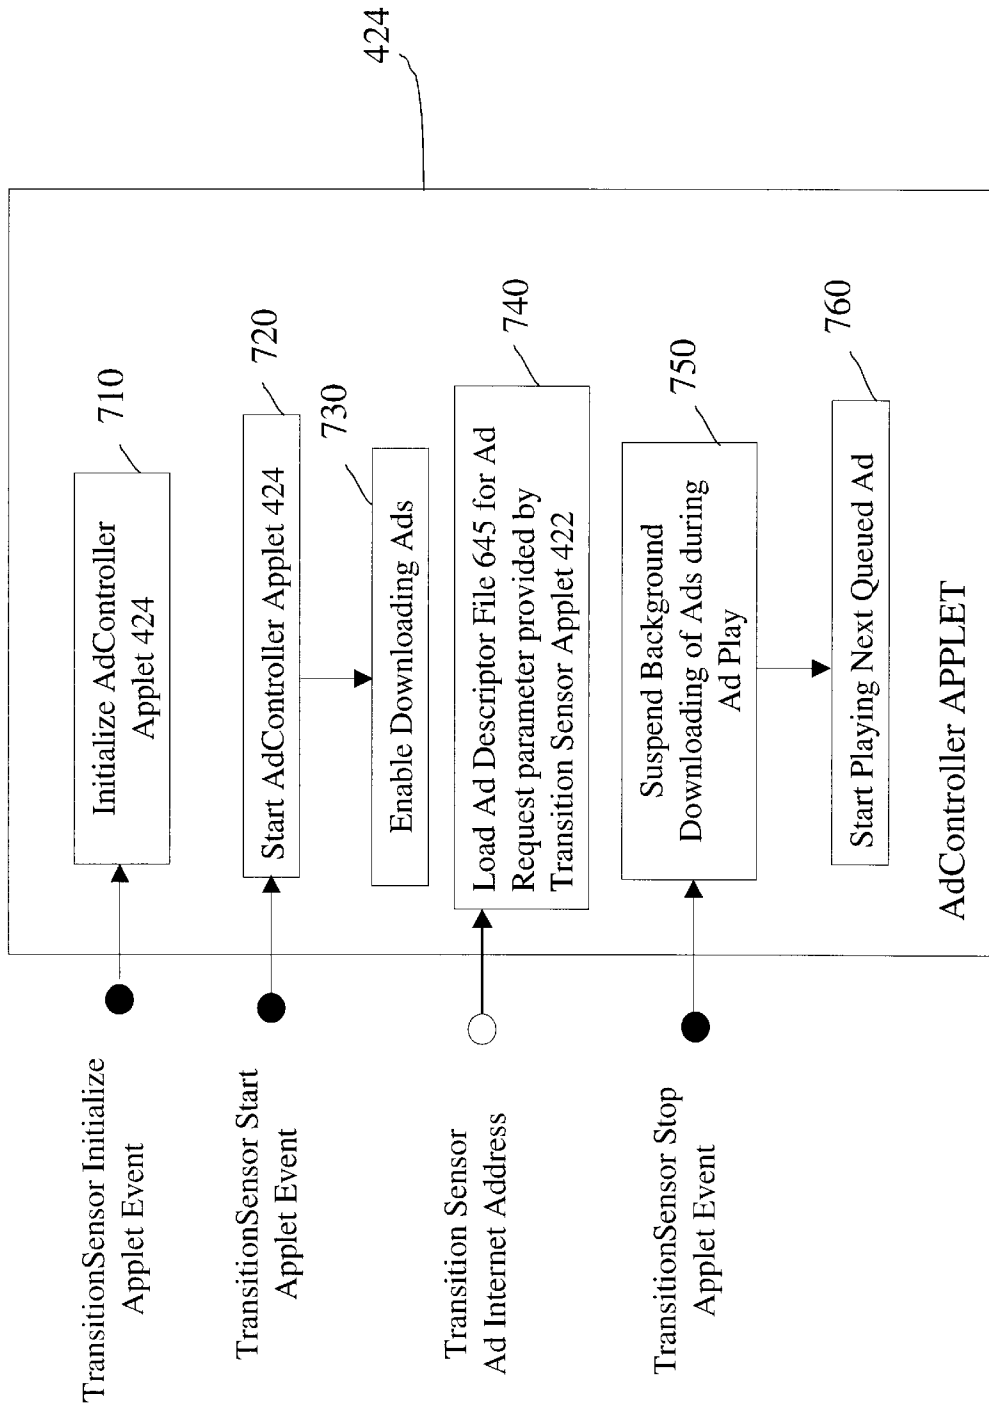 424
TransitionSensor Initialize
Applet Event
Initialize AdController
Applet 424
710
TransitionSensor Start
Applet Event
Start AdController Applet 424
720
730
Enable Downloading Ads
Transition Sensor
Ad Internet Address
Load Ad Descriptor File 645 for Ad
Request parameter provided by
Transition Sensor Applet 422
740
TransitionSensor Stop
Applet Event
Suspend Background
Downloading of Ads during
Ad Play
750
Start Playing Next Queued Ad
760
AdController APPLET